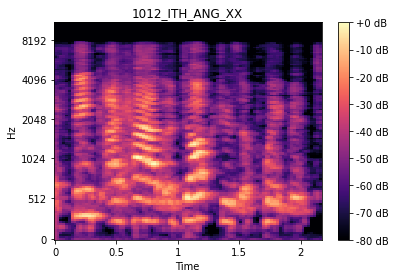 1012_ITH_ANG_XX
+0 dB
8192
-10 dB
4096
-20 dB
-30 dB
Hz
2048
-40 dB
1024
-50 dB
-60 dB
512
-70 dB
0
-80 dB
0 0.5 1 1.5 2
Time